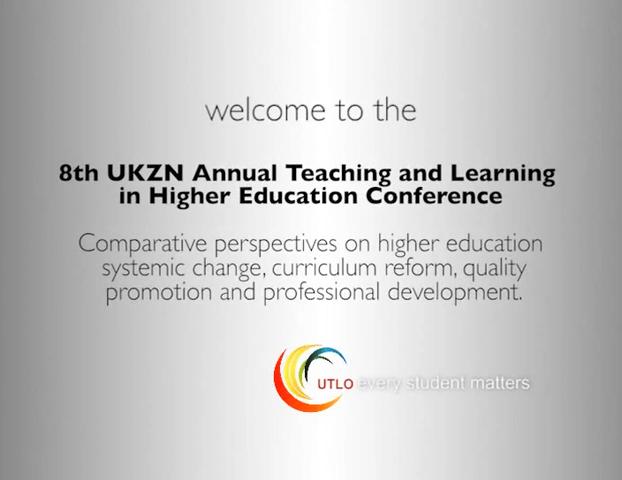 welcome to the
8th UKZN Annual Teaching and Learning
in Higher Education Conference
Comparative perspectives on higher education
systemic change, curriculum reform, quality
promotion and professional development.
UTLO every student matters